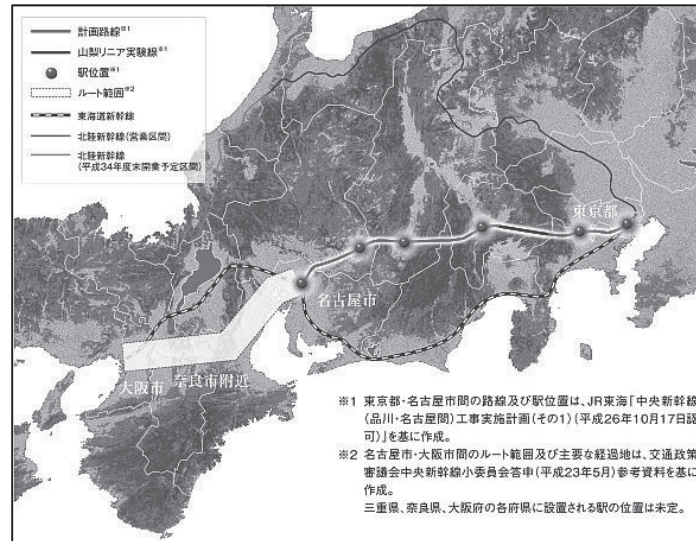 計画路線※1
山梨リニア実験線※1
駅位置※1
ルート範囲※2
東海道新幹線
北陸新幹線(営業区間)
北陸新幹線
(平成34年度末開業予定区間)
東京都
名古屋市
大阪市
奈良市附近
※1 東京都・名古屋市間の路線及び駅位置は、JR東海「中央新幹線
(品川・名古屋間)工事実施計画(その1)(平成26年10月17日認
可)」を基に作成。
※2 名古屋市・大阪市間のルート範囲及び主要な経過地は、交通政策
審議会中央新幹線小委員会答申(平成23年5月)参考資料を基に
作成。
三重県、奈良県、大阪府の各府県に設置される駅の位置は未定。